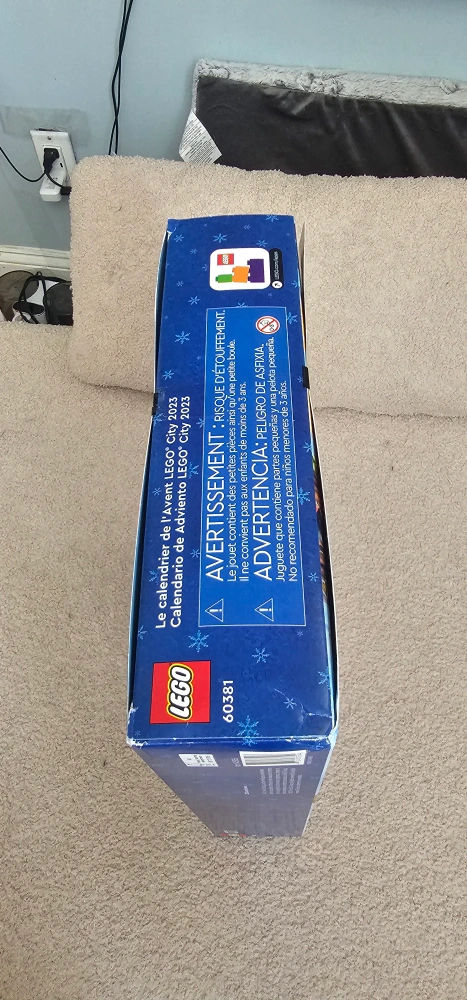 LEGO
60381
Le calendrier de l'Avent LEGO® City 2023
Calendario de Adviento LEGO® City 2023
AVERTISSEMENT : RISQUE D'ÉTOUFFEMENT.
Le jouet contient des petites pièces ainsi qu'une petite boule.
Il ne convient pas aux enfants de moins de 3 ans.
ADVERTENCIA: PELIGRO DE ASFIXIA.
Juguete que contiene partes pequeñas y una pelota pequeña.
No recomendado para niños menores de 3 años.
LEGO